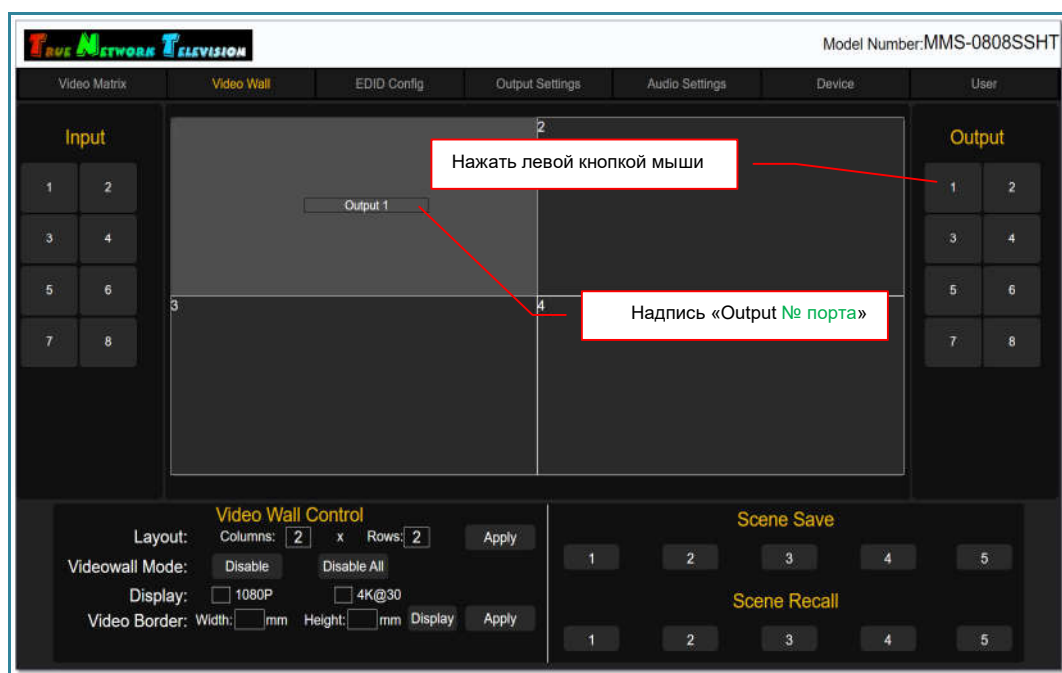 True Network Television
Model Number:MMS-0808SSHT
Video Matrix Video Wall EDID Config Output Settings Audio Settings Device User
Input
1 2
3 4
5 6
7 8
2
Нажать левой кнопкой мыши
Output 1
3
4
Надпись «Output № порта»
Output
1 2
3 4
5 6
7 8
Video Wall Control
Layout: Columns: 2 x Rows: 2 Apply
Videowall Mode: Disable Disable All
Display: 1080P 4K@30
Video Border: Width: mm Height: mm Display Apply
Scene Save
1 2 3 4 5
Scene Recall
1 2 3 4 5